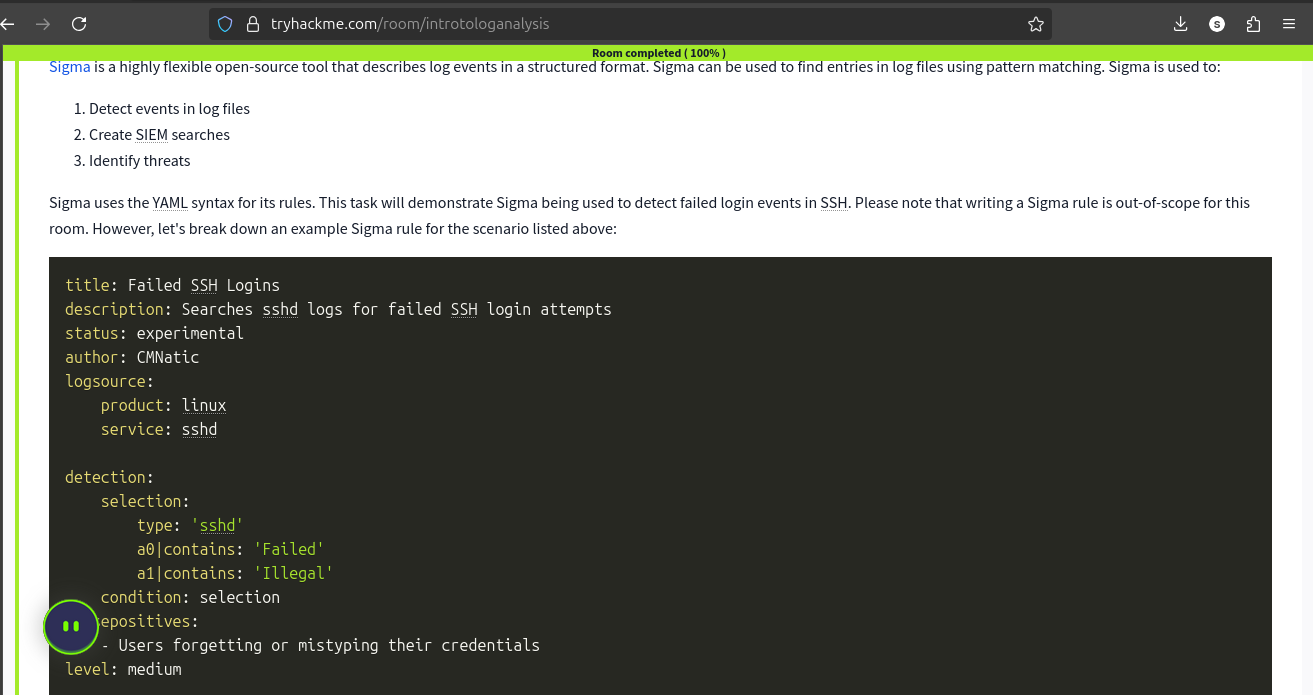 tryhackme.com/room/introtologanalysis
S
Room completed ( 100% )
Sigma is a highly flexible open-source tool that describes log events in a structured format. Sigma can be used to find entries in log files using pattern matching. Sigma is used to:
1. Detect events in log files
2. Create SIEM searches
3. Identify threats
Sigma uses the YAML syntax for its rules. This task will demonstrate Sigma being used to detect failed login events in SSH. Please note that writing a Sigma rule is out-of-scope for this
room. However, let's break down an example Sigma rule for the scenario listed above:
title: Failed SSH Logins
description: Searches sshd logs for failed SSH login attempts
status: experimental
author: CMNatic
logsource:
    product: linux
    service: sshd
detection:
    selection:
        type: 'sshd'
        a0|contains: 'Failed'
        a1|contains: 'Illegal'
    condition: selection
epositives:
    - Users forgetting or mistyping their credentials
level: medium